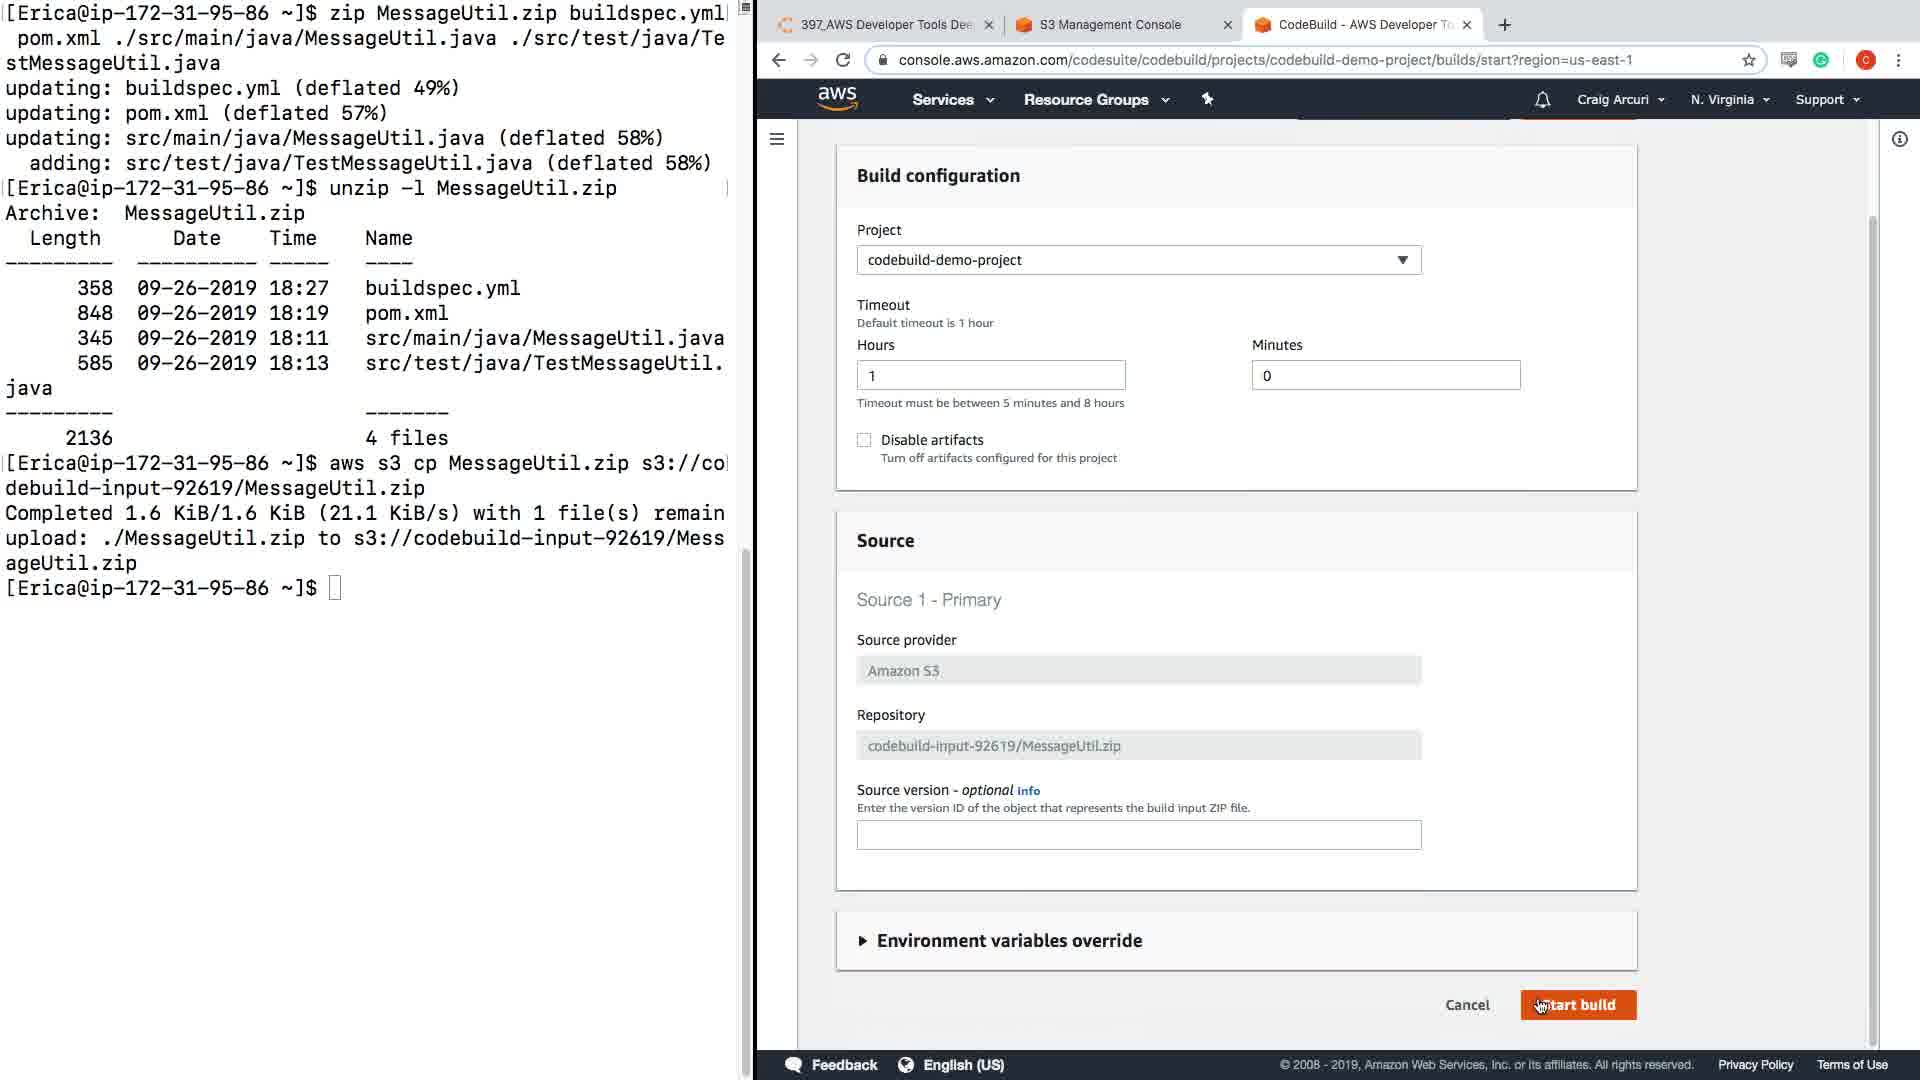 [Erica@ip-172-31-95-86 ~]$ zip MessageUtil.zip buildspec.yml
pom.xml ./src/main/java/MessageUtil.java ./src/test/java/Te
stMessageUtil.java
updating: buildspec.yml (deflated 49%)
updating: pom.xml (deflated 57%)
updating: src/main/java/MessageUtil.java (deflated 58%)
adding: src/test/java/TestMessageUtil.java (deflated 58%)
[Erica@ip-172-31-95-86 ~]$ unzip -l MessageUtil.zip
Archive: MessageUtil.zip
Length Date Time Name
--------- ---------- ----- ----
358 09-26-2019 18:27 buildspec.yml
848 09-26-2019 18:19 pom.xml
345 09-26-2019 18:11 src/main/java/MessageUtil.java
585 09-26-2019 18:13 src/test/java/TestMessageUtil.
java
--------- -------
2136 4 files
[Erica@ip-172-31-95-86 ~]$ aws s3 cp MessageUtil.zip s3://co
debuild-input-92619/MessageUtil.zip
Completed 1.6 KiB/1.6 KiB (21.1 KiB/s) with 1 file(s) remain
upload: ./MessageUtil.zip to s3://codebuild-input-92619/Mess
ageUtil.zip
[Erica@ip-172-31-95-86 ~]$
397_AWS Developer Tools Dee
S3 Management Console
CodeBuild - AWS Developer To
console.aws.amazon.com/codesuite/codebuild/projects/codebuild-demo-project/builds/start?region=us-east-1
C
aws
Services
Resource Groups
Craig Arcuri
N. Virginia
Support
Build configuration
Project
codebuild-demo-project
Timeout
Default timeout is 1 hour
Hours
Minutes
1
0
Timeout must be between 5 minutes and 8 hours
Disable artifacts
Turn off artifacts configured for this project
Source
Source 1 - Primary
Source provider
Amazon S3
Repository
codebuild-input-92619/MessageUtil.zip
Source version - optional Info
Enter the version ID of the object that represents the build input ZIP file.
Environment variables override
Cancel
Start build
Feedback
English (US)
© 2008 - 2019, Amazon Web Services, Inc. or its affiliates. All rights reserved.
Privacy Policy
Terms of Use